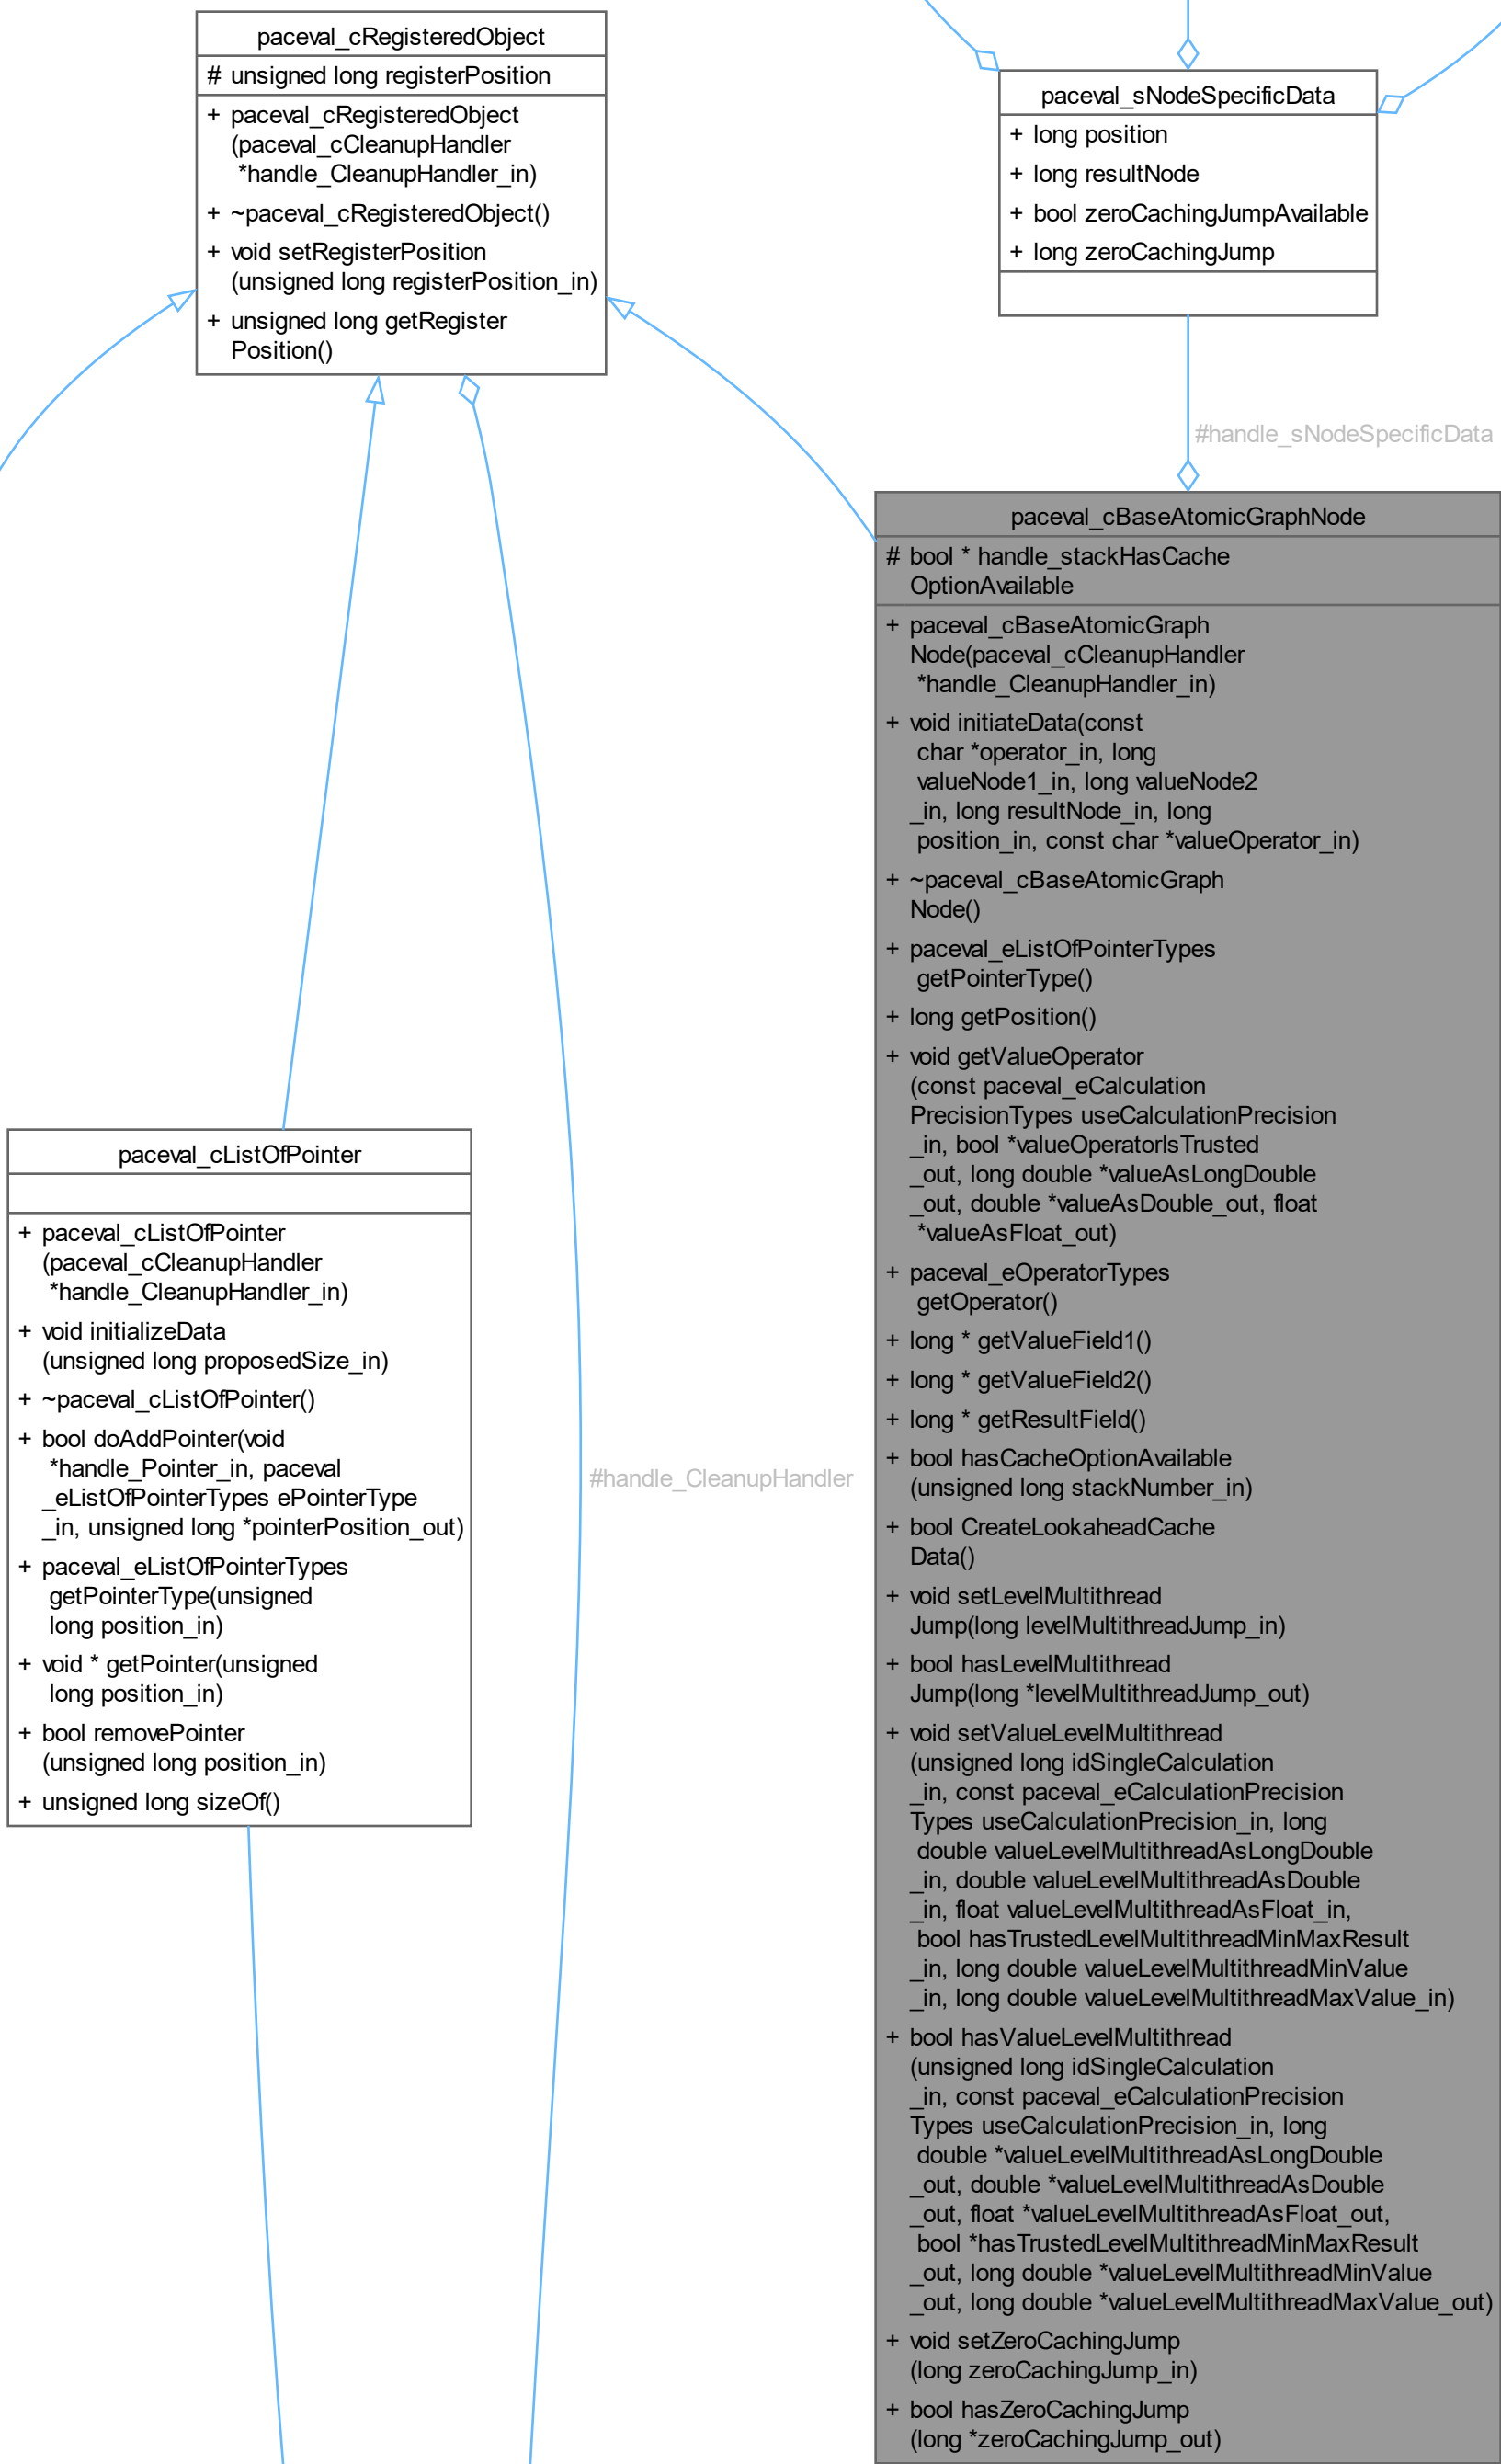 paceval_cRegisteredObject
# unsigned long registerPosition
+ paceval_cRegisteredObject
(paceval_cCleanupHandler
*handle_CleanupHandler_in)
+ ~paceval_cRegisteredObject()
+ void setRegisterPosition
(unsigned long registerPosition_in)
+ unsigned long getRegister
Position()
paceval_sNodeSpecificData
+ long position
+ long resultNode
+ bool zeroCachingJumpAvailable
+ long zeroCachingJump
#handle_sNodeSpecificData
paceval_cListOfPointer
+ paceval_cListOfPointer
(paceval_cCleanupHandler
*handle_CleanupHandler_in)
+ void initializeData
(unsigned long proposedSize_in)
+ ~paceval_cListOfPointer()
+ bool doAddPointer(void
*handle_Pointer_in, paceval
_eListOfPointerTypes ePointerType
_in, unsigned long *pointerPosition_out)
+ paceval_eListOfPointerTypes
getPointerType(unsigned
long position_in)
+ void * getPointer(unsigned
long position_in)
+ bool removePointer
(unsigned long position_in)
+ unsigned long sizeOf()
#handle_CleanupHandler
paceval_cBaseAtomicGraphNode
# bool * handle_stackHasCache
OptionAvailable
+ paceval_cBaseAtomicGraph
Node(paceval_cCleanupHandler
*handle_CleanupHandler_in)
+ void initiateData(const
char *operator_in, long
valueNode1_in, long valueNode2
_in, long resultNode_in, long
position_in, const char *valueOperator_in)
+ ~paceval_cBaseAtomicGraph
Node()
+ paceval_eListOfPointerTypes
getPointerType()
+ long getPosition()
+ void getValueOperator
(const paceval_eCalculation
PrecisionTypes useCalculationPrecision
_in, bool *valueOperatorIsTrusted
_out, long double *valueAsLongDouble
_out, double *valueAsDouble_out, float
*valueAsFloat_out)
+ paceval_eOperatorTypes
getOperator()
+ long * getValueField1()
+ long * getValueField2()
+ long * getResultField()
+ bool hasCacheOptionAvailable
(unsigned long stackNumber_in)
+ bool CreateLookaheadCache
Data()
+ void setLevelMultithread
Jump(long levelMultithreadJump_in)
+ bool hasLevelMultithread
Jump(long *levelMultithreadJump_out)
+ void setValueLevelMultithread
(unsigned long idSingleCalculation
_in, const paceval_eCalculationPrecision
Types useCalculationPrecision_in, long
double valueLevelMultithreadAsLongDouble
_in, double valueLevelMultithreadAsDouble
_in, float valueLevelMultithreadAsFloat_in,
bool hasTrustedLevelMultithreadMinMaxResult
_in, long double valueLevelMultithreadMinValue
_in, long double valueLevelMultithreadMaxValue_in)
+ bool hasValueLevelMultithread
(unsigned long idSingleCalculation
_in, const paceval_eCalculationPrecision
Types useCalculationPrecision_in, long
double *valueLevelMultithreadAsLongDouble
_out, double *valueLevelMultithreadAsDouble
_out, float *valueLevelMultithreadAsFloat_out,
bool *hasTrustedLevelMultithreadMinMaxResult
_out, long double *valueLevelMultithreadMinValue
_out, long double *valueLevelMultithreadMaxValue_out)
+ void setZeroCachingJump
(long zeroCachingJump_in)
+ bool hasZeroCachingJump
(long *zeroCachingJump_out)